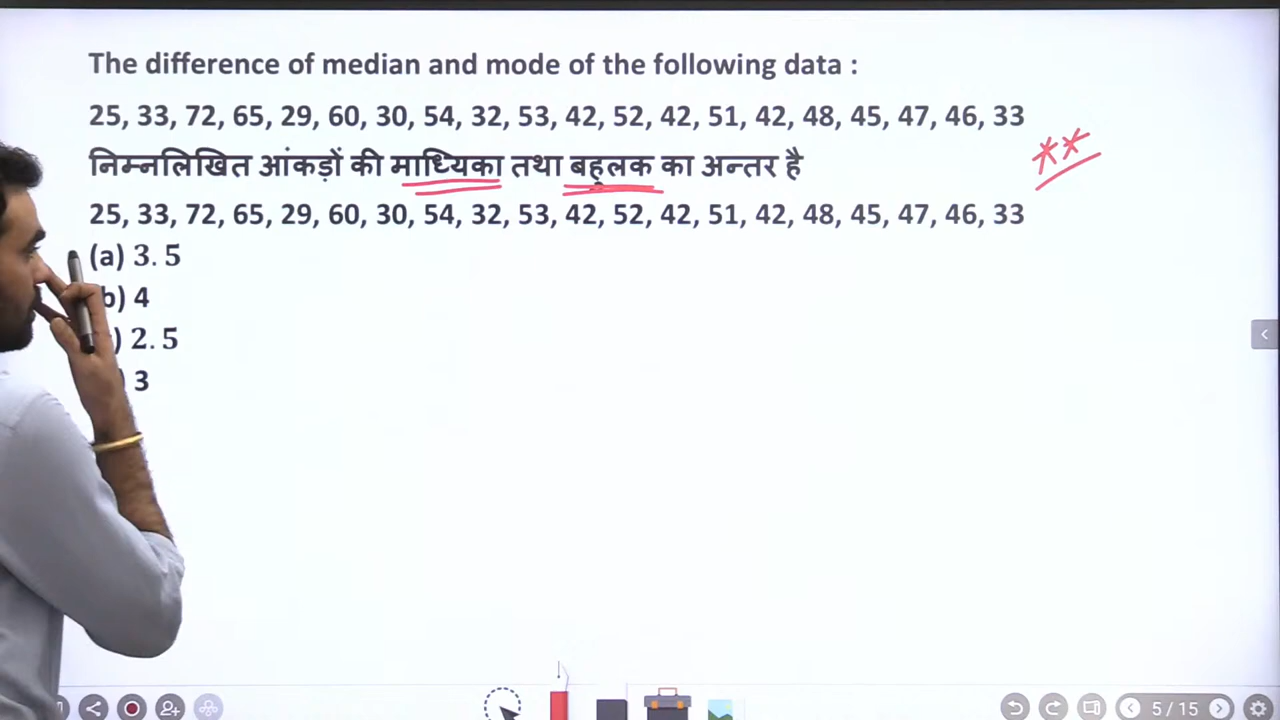 The difference of median and mode of the following data :
25, 33, 72, 65, 29, 60, 30, 54, 32, 53, 42, 52, 42, 51, 42, 48, 45, 47, 46, 33
निम्नलिखित आंकड़ों की माध्यिका तथा बहुलक का अन्तर है
25, 33, 72, 65, 29, 60, 30, 54, 32, 53, 42, 52, 42, 51, 42, 48, 45, 47, 46, 33
(a) 3. 5
b) 4
) 2. 5
3
**
5 / 15